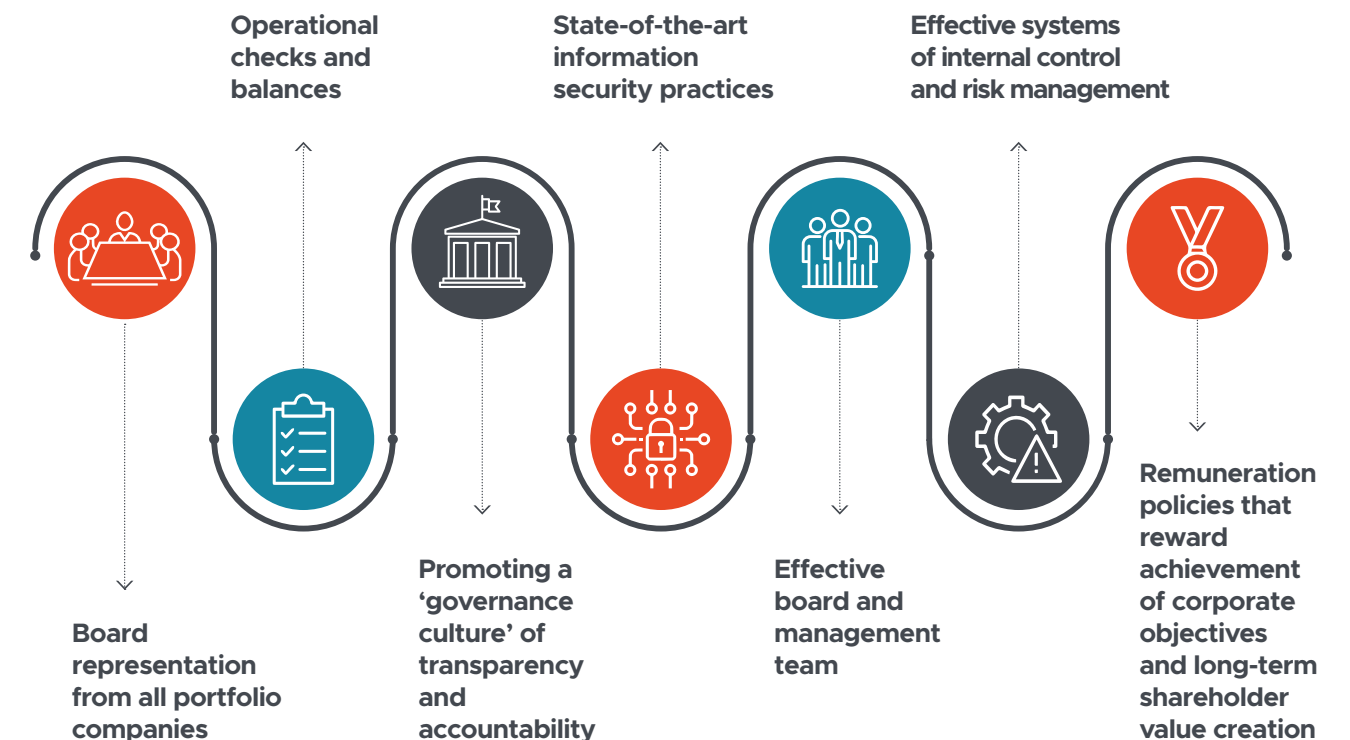 Operational
checks and
balances
State-of-the-art
information
security practices
Effective systems
of internal control
and risk management
Board
representation
from all portfolio
companies
Promoting a
‘governance
culture’ of
transparency
and
accountability
Effective
board and
management
team
Remuneration
policies that
reward
achievement
of corporate
objectives
and long-term
shareholder
value creation